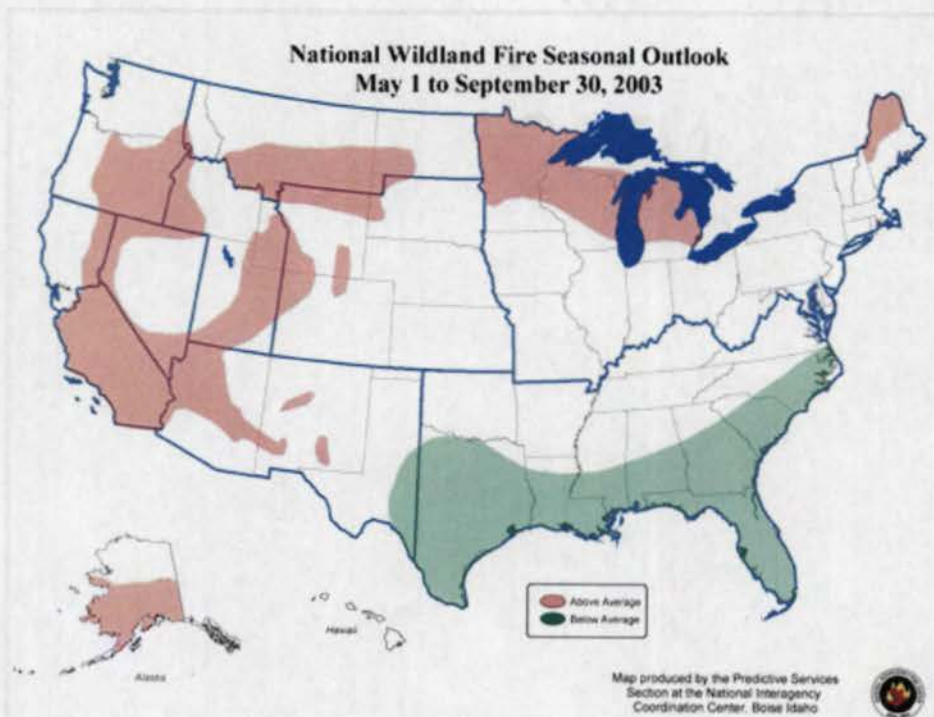 National Wildland Fire Seasonal Outlook
May 1 to September 30, 2003
Above Average
Below Average
Hawaii
Alaska
Map produced by the Predictive Services
Section at the National Interagency
Coordination Center, Boise Idaho